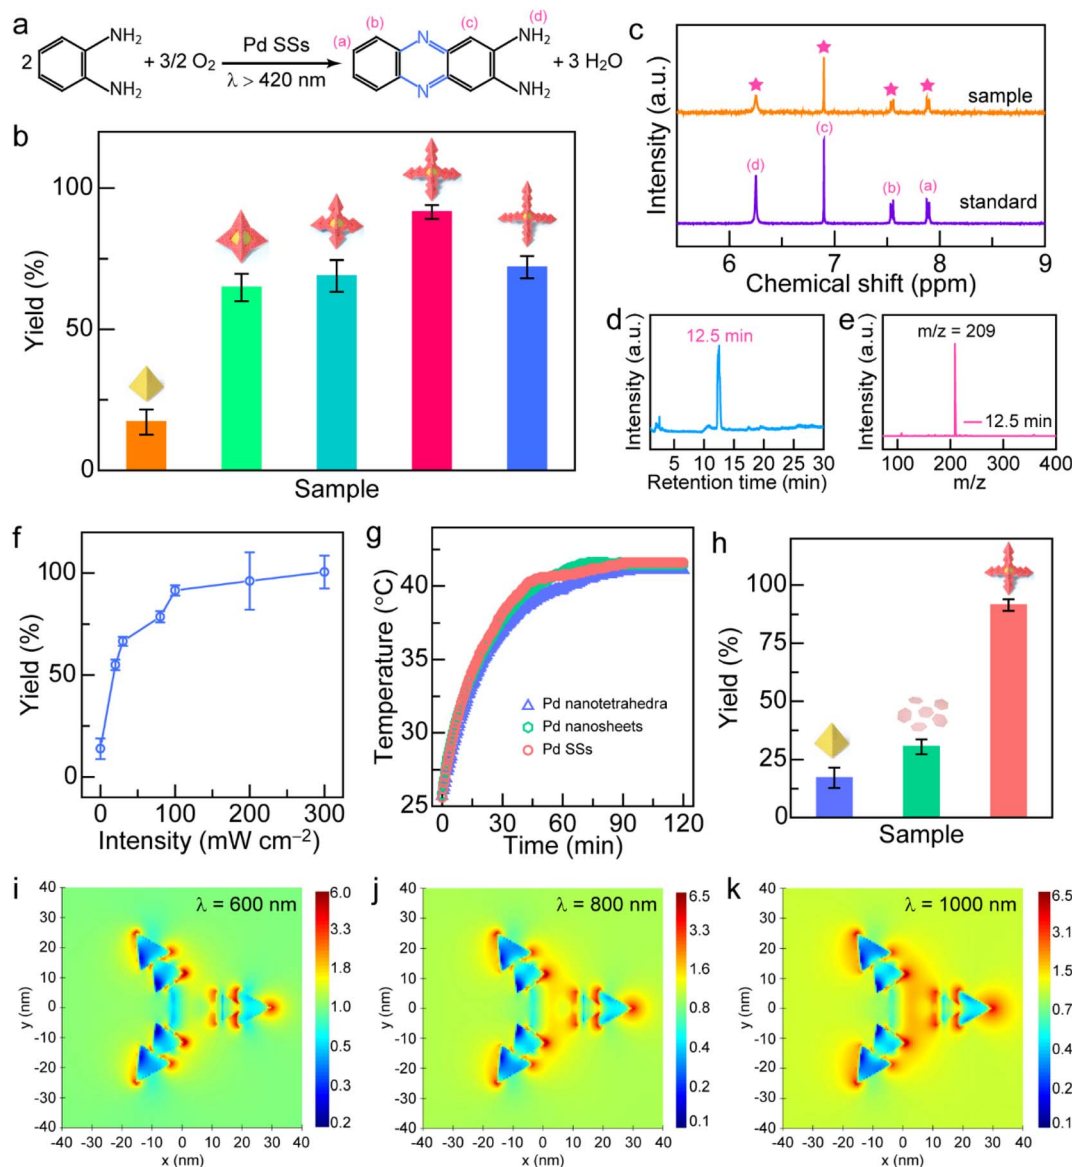 a
2
NH₂
NH₂
+ 3/2 O₂
Pd SSs
λ > 420 nm
(a)
(b)
N
N
(c)
(d)
NH₂
NH₂
+ 3 H₂O
b
Yield (%)
100
50
0
Sample
c
Intensity (a.u.)
sample
(d)
(c)
(b)
(a)
standard
6
7
8
9
Chemical shift (ppm)
d
Intensity (a.u.)
12.5 min
5
10
15
20
25
30
Retention time (min)
e
Intensity (a.u.)
m/z = 209
12.5 min
100
200
300
400
m/z
f
Yield (%)
100
50
0
0
100
200
300
Intensity (mW cm⁻²)
g
Temperature (°C)
40
35
30
25
Pd nanotetrahedra
Pd nanosheets
Pd SSs
0
30
60
90
120
Time (min)
h
Yield (%)
100
75
50
25
0
Sample
i
λ = 600 nm
y (nm)
40
30
20
10
0
-10
-20
-30
-40
-40
-30
-20
-10
0
10
20
30
40
x (nm)
6.0
3.3
1.8
1.0
0.6
0.3
0.2
j
λ = 800 nm
y (nm)
40
30
20
10
0
-10
-20
-30
-40
-40
-30
-20
-10
0
10
20
30
40
x (nm)
6.5
3.1
1.5
0.7
0.4
0.2
0.1
k
λ = 1000 nm
y (nm)
40
30
20
10
0
-10
-20
-30
-40
-40
-30
-20
-10
0
10
20
30
40
x (nm)
6.5
3.1
1.5
0.7
0.4
0.2
0.1